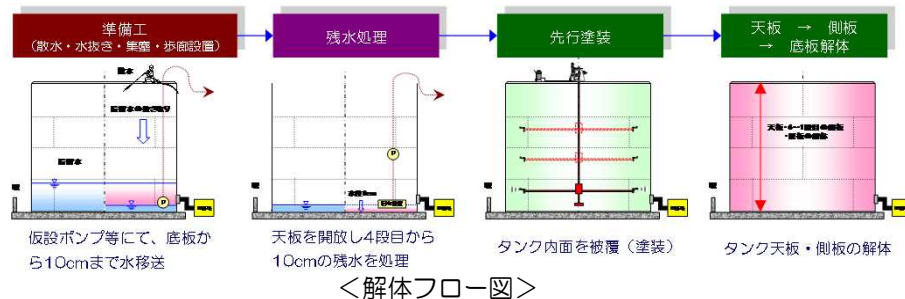 準備工
(散水・水抜き・集塵・歩廊設置)
残水処理
先行塗装
天板 → 側板
→ 底板解体
散水
P
P
仮設ポンプ等にて、底板か
ら10cmまで水移送
天板を開放し4段目から
10cmの残水を処理
タンク内面を被覆(塗装)
タンク天板・側板の解体
<解体フロー図>